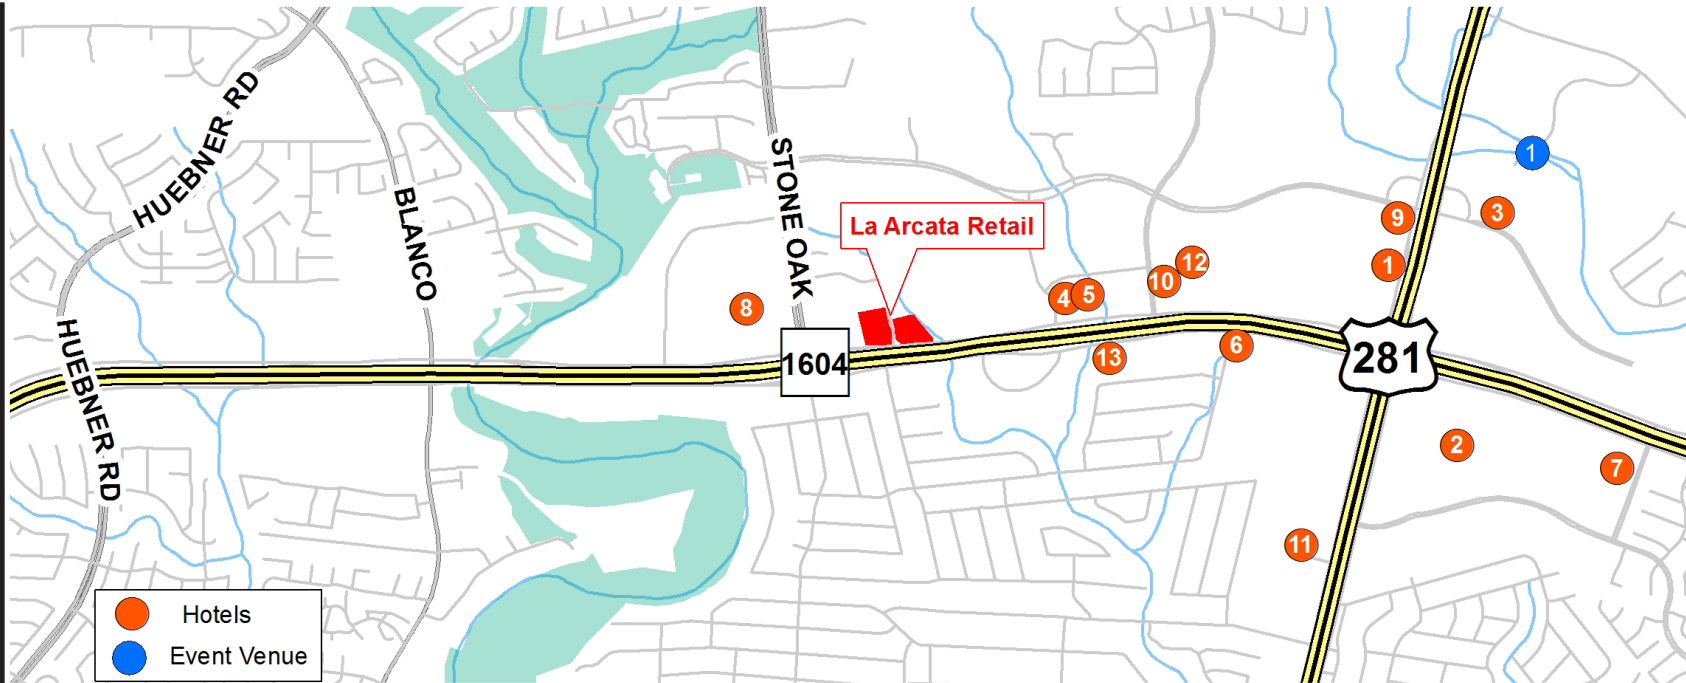 HUEBNER RD
STONE OAK
1
BLANCO
La Arcata Retail
9
3
12
1
10
4
5
8
HUEBNER RD
6
1604
13
281
2
7
11
Hotels
Event Venue